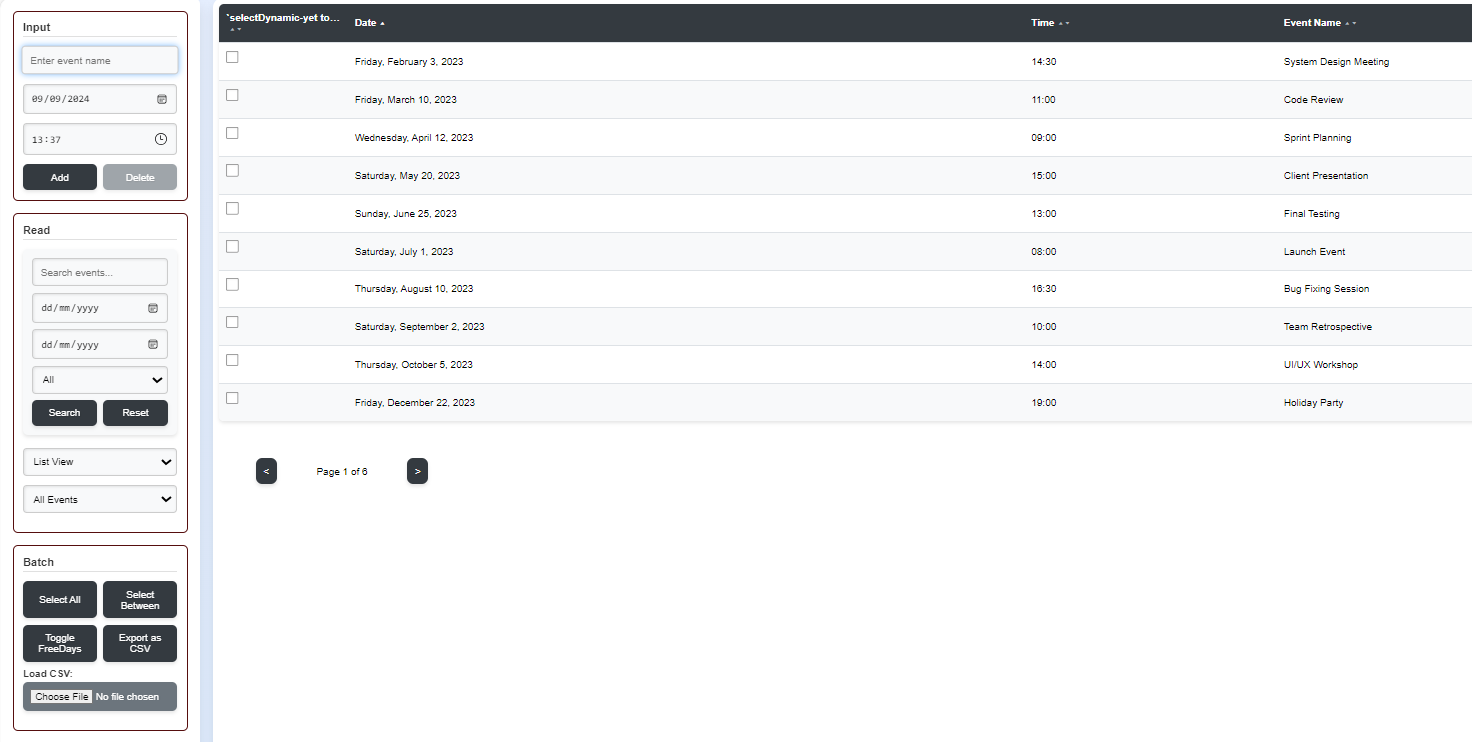 Input
Enter event name
09/09/2024
13:37
Add Delete
Read
Search events...
dd/mm/yyyy
dd/mm/yyyy
All
Search Reset
List View
All Events
Batch
Select All Select Between
Toggle FreeDays Export as CSV
Load CSV:
Choose File No file chosen
`selectDynamic-yet to... Date Time Event Name
Friday, February 3, 2023 14:30 System Design Meeting
Friday, March 10, 2023 11:00 Code Review
Wednesday, April 12, 2023 09:00 Sprint Planning
Saturday, May 20, 2023 15:00 Client Presentation
Sunday, June 25, 2023 13:00 Final Testing
Saturday, July 1, 2023 08:00 Launch Event
Thursday, August 10, 2023 16:30 Bug Fixing Session
Saturday, September 2, 2023 10:00 Team Retrospective
Thursday, October 5, 2023 14:00 UI/UX Workshop
Friday, December 22, 2023 19:00 Holiday Party
< Page 1 of 6 >